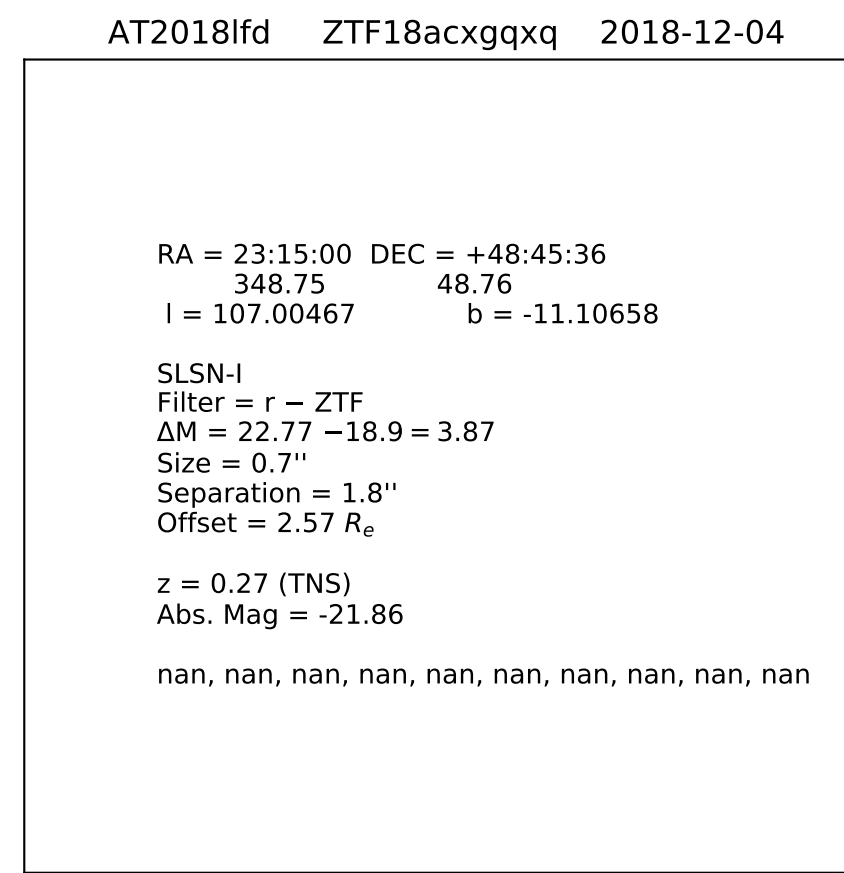 AT2018lfd ZTF18acxgqxq 2018-12-04
RA = 23:15:00 DEC = +48:45:36
348.75 48.76
l = 107.00467 b = -11.10658
SLSN-I
Filter = r − ZTF
ΔM = 22.77 −18.9 = 3.87
Size = 0.7''
Separation = 1.8''
Offset = 2.57 Rₑ
z = 0.27 (TNS)
Abs. Mag = -21.86
nan, nan, nan, nan, nan, nan, nan, nan, nan, nan